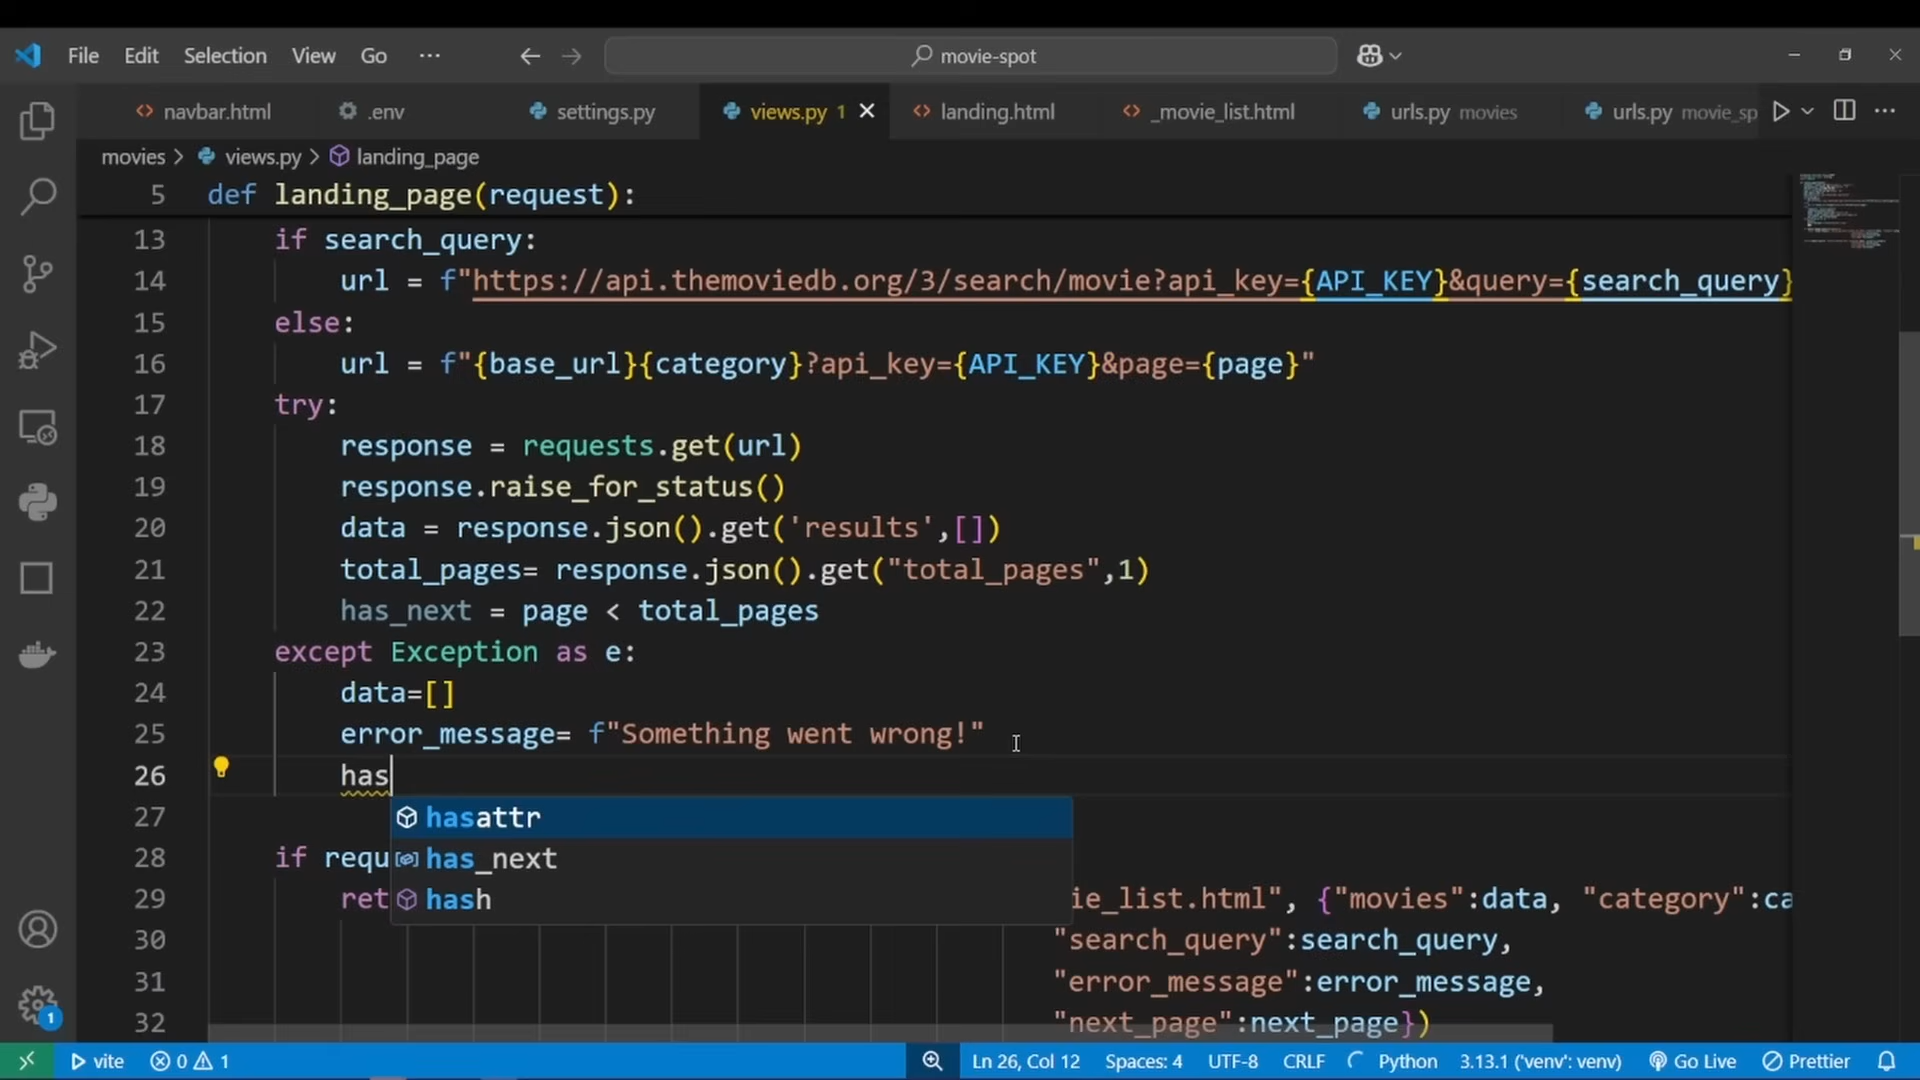 File Edit Selection View Go ··· movie-spot
navbar.html .env settings.py views.py 1 landing.html _movie_list.html urls.py movies urls.py movie_sp
movies > views.py > landing_page
5 def landing_page(request):
13 if search_query:
14 url = f"https://api.themoviedb.org/3/search/movie?api_key={API_KEY}&query={search_query}
15 else:
16 url = f"{base_url}{category}?api_key={API_KEY}&page={page}"
17 try:
18 response = requests.get(url)
19 response.raise_for_status()
20 data = response.json().get('results',[])
21 total_pages= response.json().get("total_pages",1)
22 has_next = page < total_pages
23 except Exception as e:
24 data=[]
25 error_message= f"Something went wrong!"
26 has
27 hasattr
28 if requ has_next
29 ret hash ie_list.html", {"movies":data, "category":ca
30 "search_query":search_query,
31 "error_message":error_message,
32 "next_page":next_page})
1 vite 0 1 Ln 26, Col 12 Spaces: 4 UTF-8 CRLF Python 3.13.1 ('venv': venv) Go Live Prettier